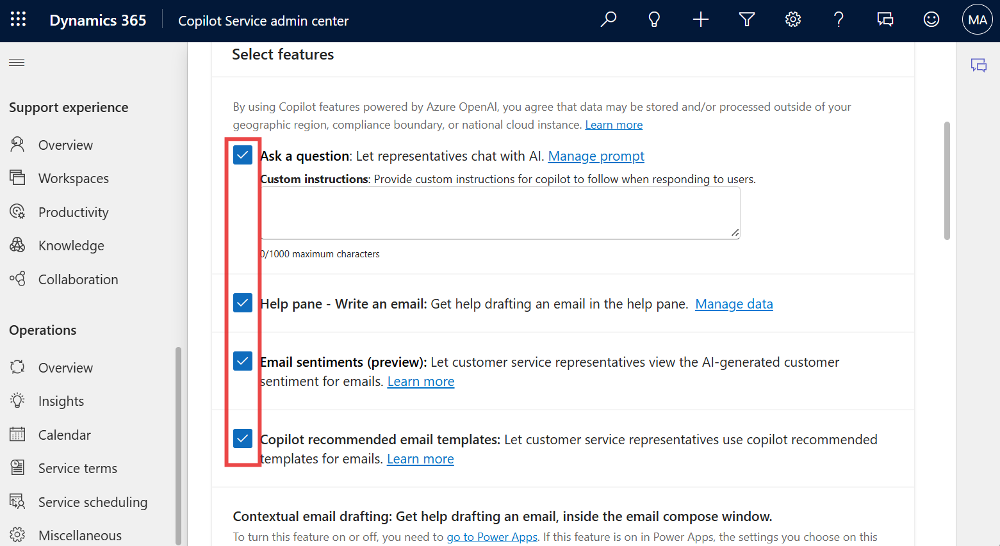 Dynamics 365
Copilot Service admin center
MA
Support experience
Overview
Workspaces
Productivity
Knowledge
Collaboration
Operations
Overview
Insights
Calendar
Service terms
Service scheduling
Miscellaneous
Select features
By using Copilot features powered by Azure OpenAI, you agree that data may be stored and/or processed outside of your
geographic region, compliance boundary, or national cloud instance. Learn more
Ask a question: Let representatives chat with AI. Manage prompt
Custom instructions: Provide custom instructions for copilot to follow when responding to users.
0/1000 maximum characters
Help pane - Write an email: Get help drafting an email in the help pane. Manage data
Email sentiments (preview): Let customer service representatives view the AI-generated customer
sentiment for emails. Learn more
Copilot recommended email templates: Let customer service representatives use copilot recommended
templates for emails. Learn more
Contextual email drafting: Get help drafting an email, inside the email compose window.
To turn this feature on or off, you need to go to Power Apps. If this feature is on in Power Apps, the settings you choose on this